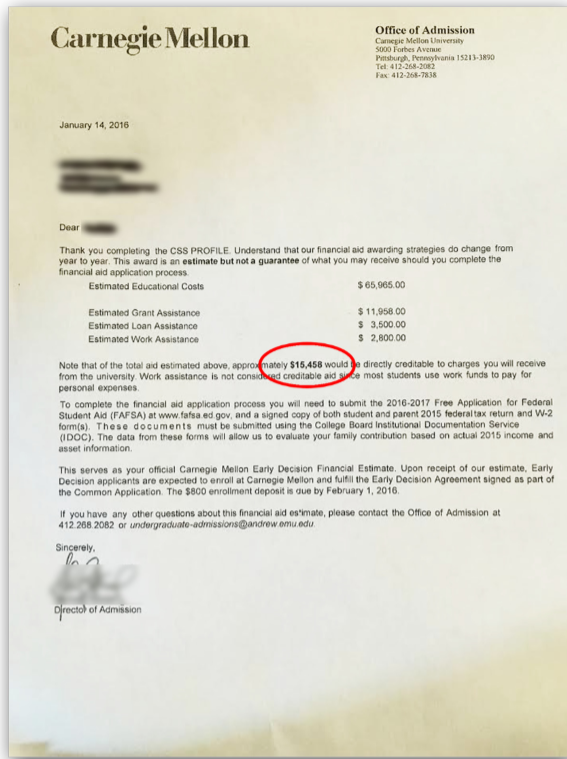 Carnegie Mellon
Office of Admission
Carnegie Mellon University
5000 Forbes Avenue
Pittsburgh, Pennsylvania 15213-3890
Tel: 412-268-2082
Fax: 412-268-7838
January 14, 2016
Dear
Thank you completing the CSS PROFILE. Understand that our financial aid awarding strategies do change from
year to year. This award is an estimate but not a guarantee of what you may receive should you complete the
financial aid application process.
Estimated Educational Costs $ 65,965.00
Estimated Grant Assistance $ 11,958.00
Estimated Loan Assistance $ 3,500.00
Estimated Work Assistance $ 2,800.00
Note that of the total aid estimated above, approximately $15,458 would be directly creditable to charges you will receive
from the university. Work assistance is not considered creditable aid since most students use work funds to pay for
personal expenses.
To complete the financial aid application process you will need to submit the 2016-2017 Free Application for Federal
Student Aid (FAFSA) at www.fafsa.ed.gov, and a signed copy of both student and parent 2015 federal tax return and W-2
form(s). These documents must be submitted using the College Board Institutional Documentation Service
(IDOC). The data from these forms will allow us to evaluate your family contribution based on actual 2015 income and
asset information.
This serves as your official Carnegie Mellon Early Decision Financial Estimate. Upon receipt of our estimate, Early
Decision applicants are expected to enroll at Carnegie Mellon and fulfill the Early Decision Agreement signed as part of
the Common Application. The $800 enrollment deposit is due by February 1, 2016.
If you have any other questions about this financial aid estimate, please contact the Office of Admission at
412.268.2082 or undergraduate-admissions@andrew.cmu.edu.
Sincerely,
Director of Admission